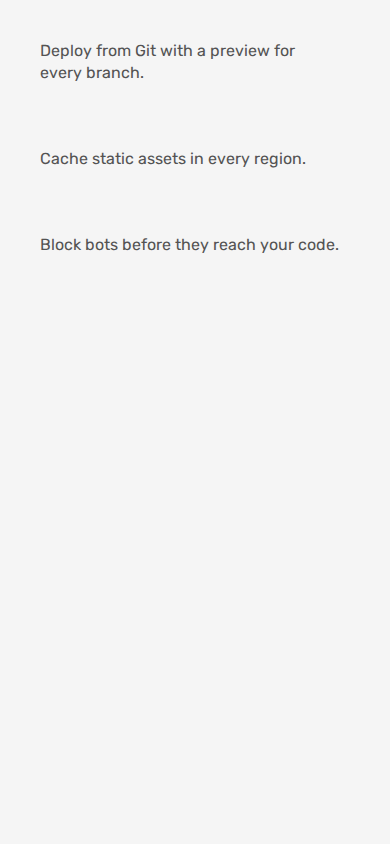 Deploy from Git with a preview for
every branch.
Cache static assets in every region.
Block bots before they reach your code.